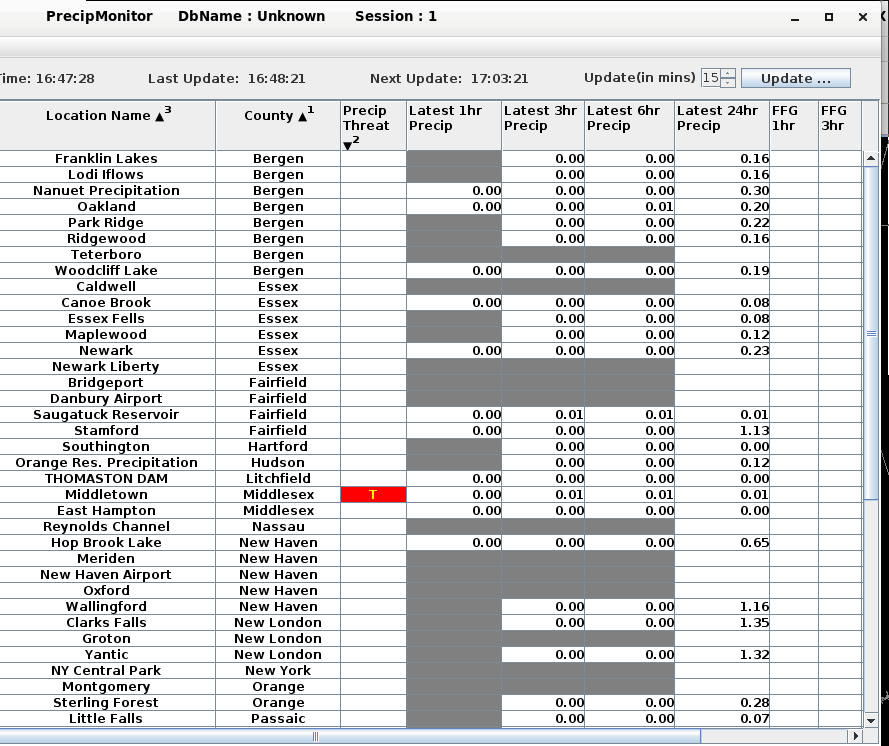 PrecipMonitor DbName : Unknown Session : 1
Time: 16:47:28 Last Update: 16:48:21 Next Update: 17:03:21 Update(in mins) 15 Update ...
Location Name ▲3 County ▲1 Precip Threat ▼2 Latest 1hr Precip Latest 3hr Precip Latest 6hr Precip Latest 24hr Precip FFG 1hr FFG 3hr
Franklin Lakes Bergen 0.00 0.00 0.16
Lodi Iflows Bergen 0.00 0.00 0.16
Nanuet Precipitation Bergen 0.00 0.00 0.00 0.30
Oakland Bergen 0.00 0.00 0.01 0.20
Park Ridge Bergen 0.00 0.00 0.22
Ridgewood Bergen 0.00 0.00 0.16
Teterboro Bergen
Woodcliff Lake Bergen 0.00 0.00 0.00 0.19
Caldwell Essex
Canoe Brook Essex 0.00 0.00 0.00 0.08
Essex Fells Essex 0.00 0.00 0.08
Maplewood Essex 0.00 0.00 0.12
Newark Essex 0.00 0.00 0.00 0.23
Newark Liberty Essex
Bridgeport Fairfield
Danbury Airport Fairfield
Saugatuck Reservoir Fairfield 0.00 0.01 0.01 0.01
Stamford Fairfield 0.00 0.00 0.00 1.13
Southington Hartford 0.00 0.00 0.00
Orange Res. Precipitation Hudson 0.00 0.00 0.12
THOMASTON DAM Litchfield 0.00 0.00 0.00 0.00
Middletown Middlesex T 0.00 0.01 0.01 0.01
East Hampton Middlesex 0.00 0.00 0.00 0.00
Reynolds Channel Nassau
Hop Brook Lake New Haven 0.00 0.00 0.00 0.65
Meriden New Haven
New Haven Airport New Haven
Oxford New Haven
Wallingford New Haven 0.00 0.00 1.16
Clarks Falls New London 0.00 0.00 1.35
Groton New London
Yantic New London 0.00 0.00 1.32
NY Central Park New York
Montgomery Orange
Sterling Forest Orange 0.00 0.00 0.28
Little Falls Passaic 0.00 0.00 0.07